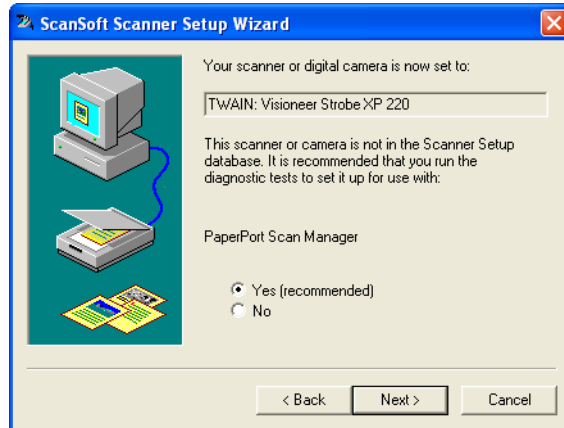 ScanSoft Scanner Setup Wizard
Your scanner or digital camera is now set to:
TWAIN: Visioneer Strobe XP 220
This scanner or camera is not in the Scanner Setup
database. It is recommended that you run the
diagnostic tests to set it up for use with:
PaperPort Scan Manager
Yes (recommended)
No
< Back
Next >
Cancel